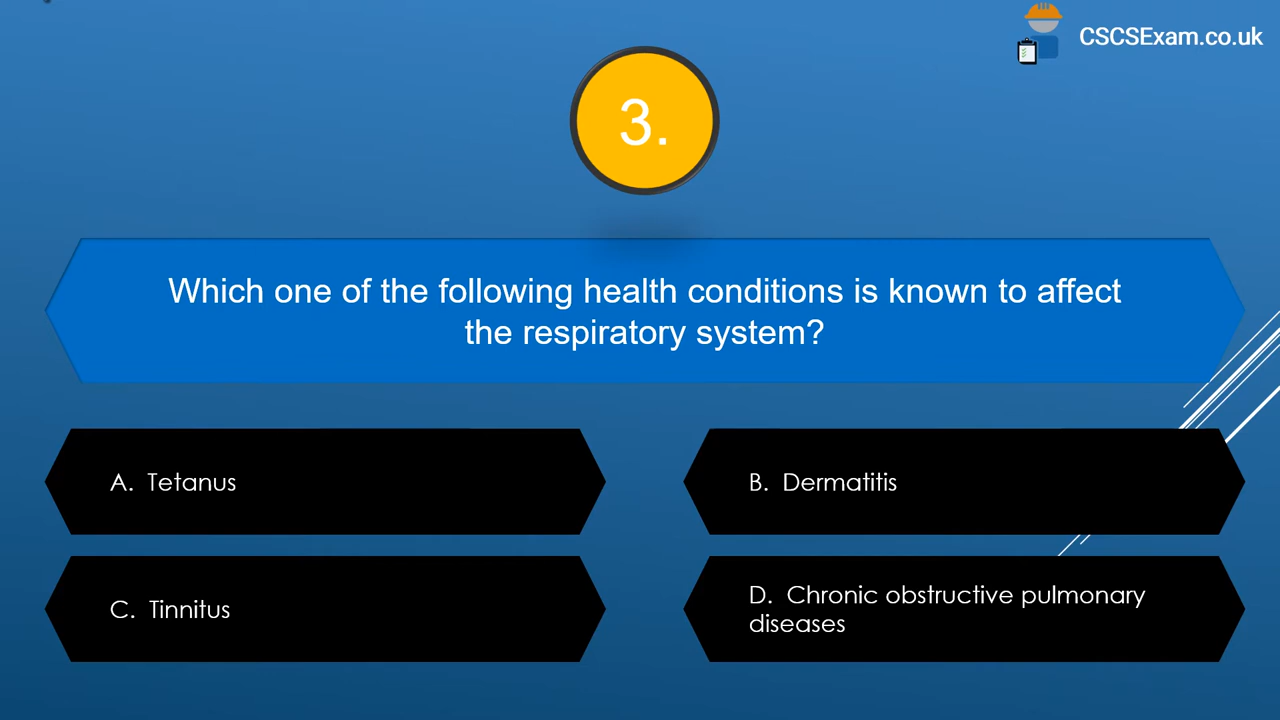 CSCSExam.co.uk
3.
Which one of the following health conditions is known to affect
the respiratory system?
A. Tetanus
B. Dermatitis
C. Tinnitus
D. Chronic obstructive pulmonary
diseases